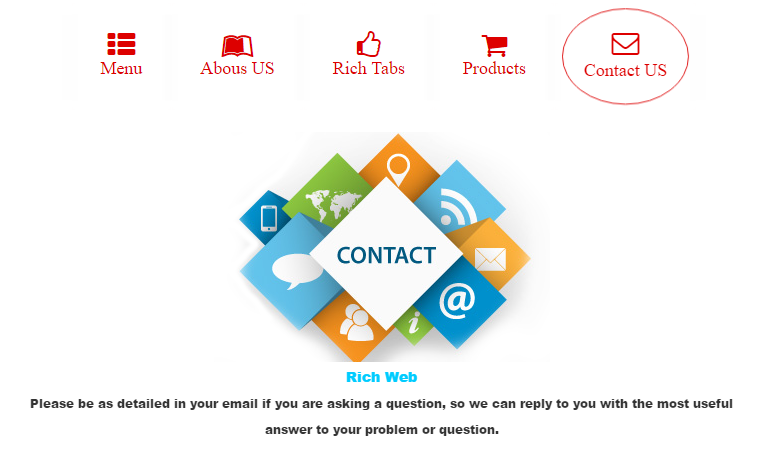 Menu
Abous US
Rich Tabs
Products
Contact US
CONTACT
@
i
Rich Web
Please be as detailed in your email if you are asking a question, so we can reply to you with the most useful
answer to your problem or question.